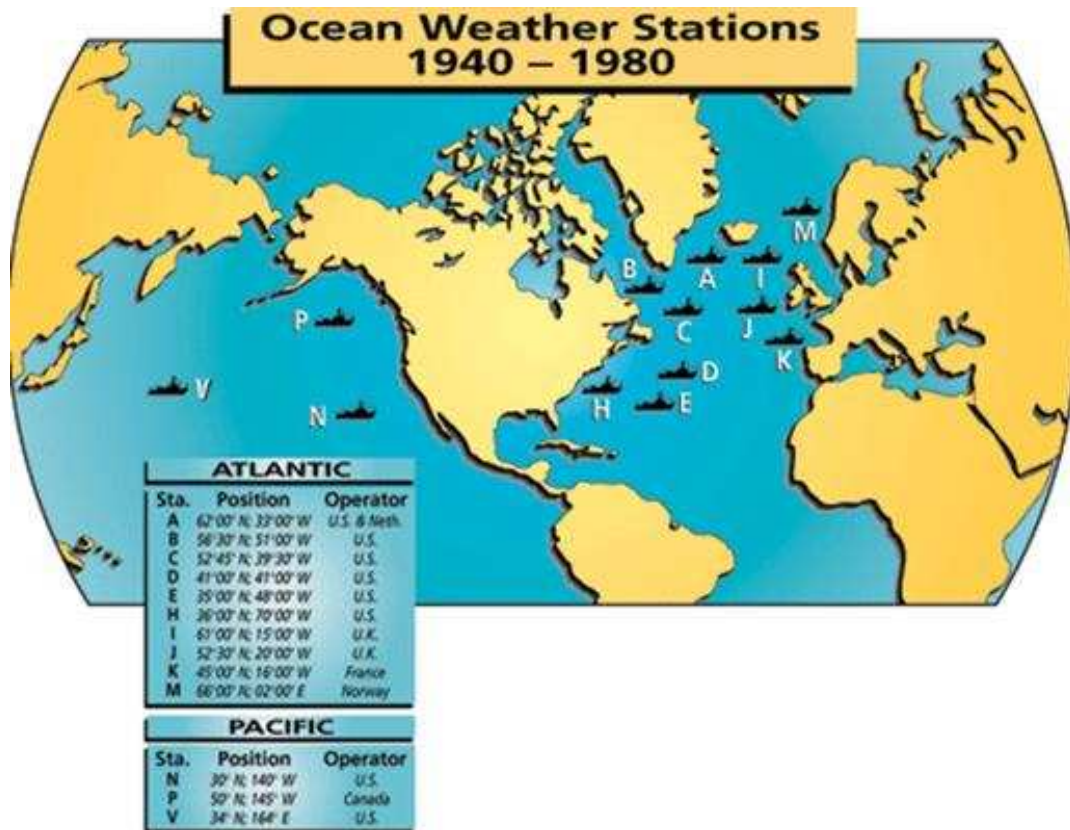 Ocean Weather Stations
1940 – 1980
M
B
A
I
P
C
J
K
D
V
H
E
N
ATLANTIC
Sta. Position Operator
A 62°00' N; 33°00' W U.S. & Neth.
B 56°30' N; 51°00' W U.S.
C 52°45' N; 39°30' W U.S.
D 41°00' N; 41°00' W U.S.
E 35°00' N; 48°00' W U.S.
H 36°00' N; 70°00' W U.S.
I 61°00' N; 15°00' W U.K.
J 52°30' N; 20°00' W U.K.
K 45°00' N; 16°00' W France
M 66°00' N; 02°00' E Norway
PACIFIC
Sta. Position Operator
N 30° N; 140° W U.S.
P 50° N; 145° W Canada
V 34° N; 164° E U.S.